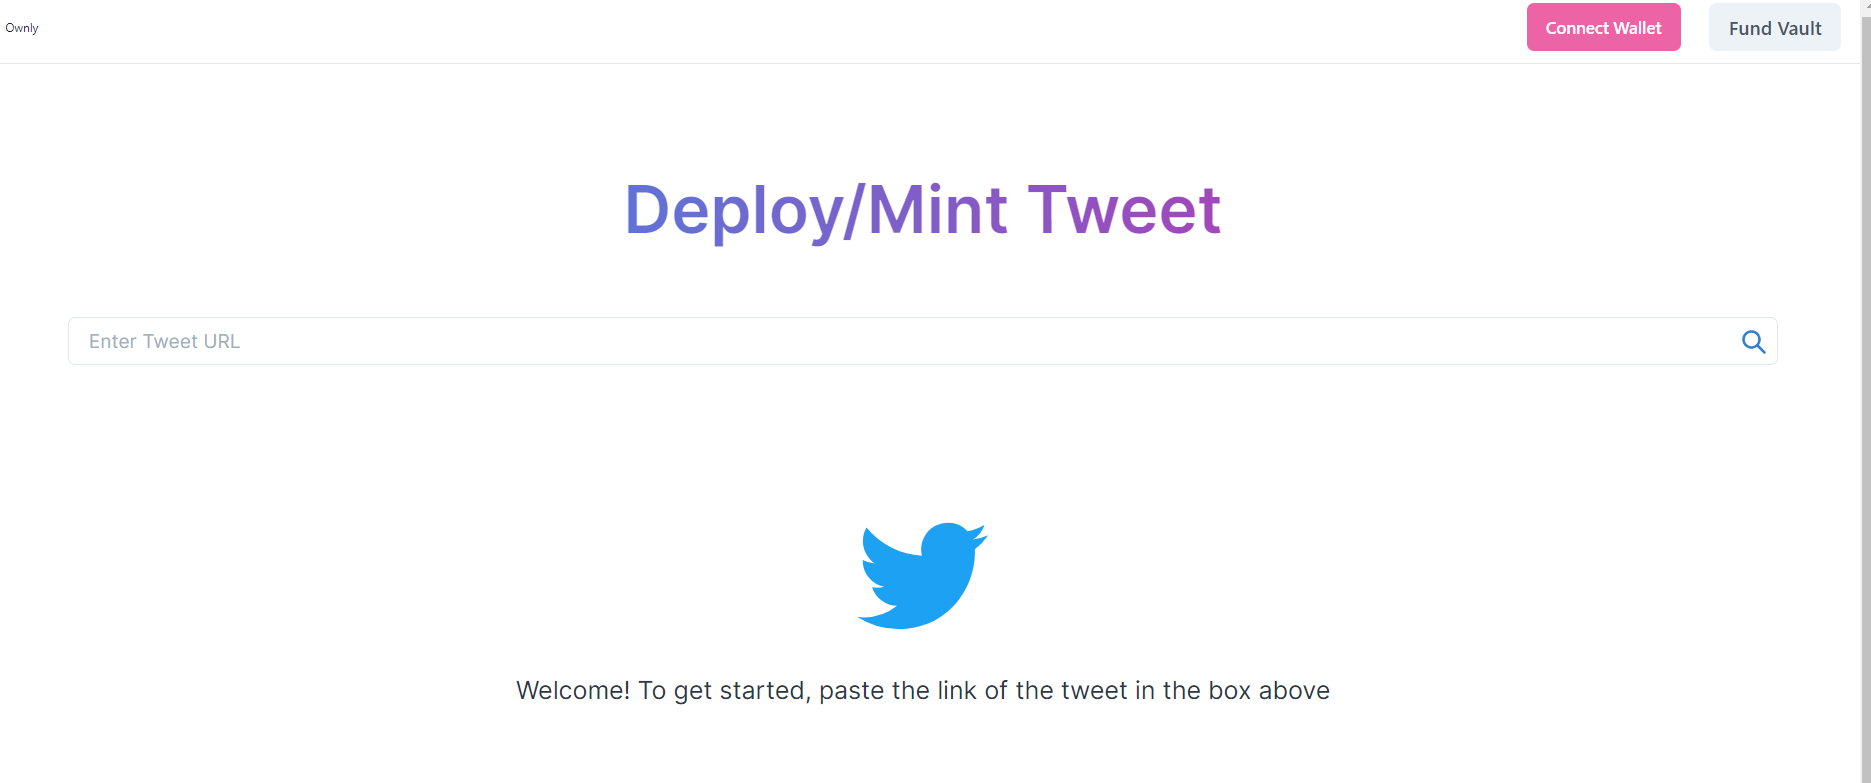 Ownly
Connect Wallet
Fund Vault
Deploy/Mint Tweet
Enter Tweet URL
Welcome! To get started, paste the link of the tweet in the box above